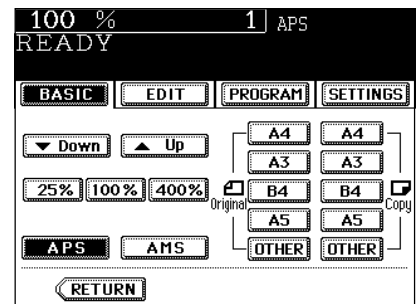 100 % 1 APS
READY
BASIC EDIT PROGRAM SETTINGS
Down Up
25% 100% 400%
Original
A4 A4
A3 A3
B4 B4
A5 A5
OTHER OTHER
Copy
APS AMS
RETURN